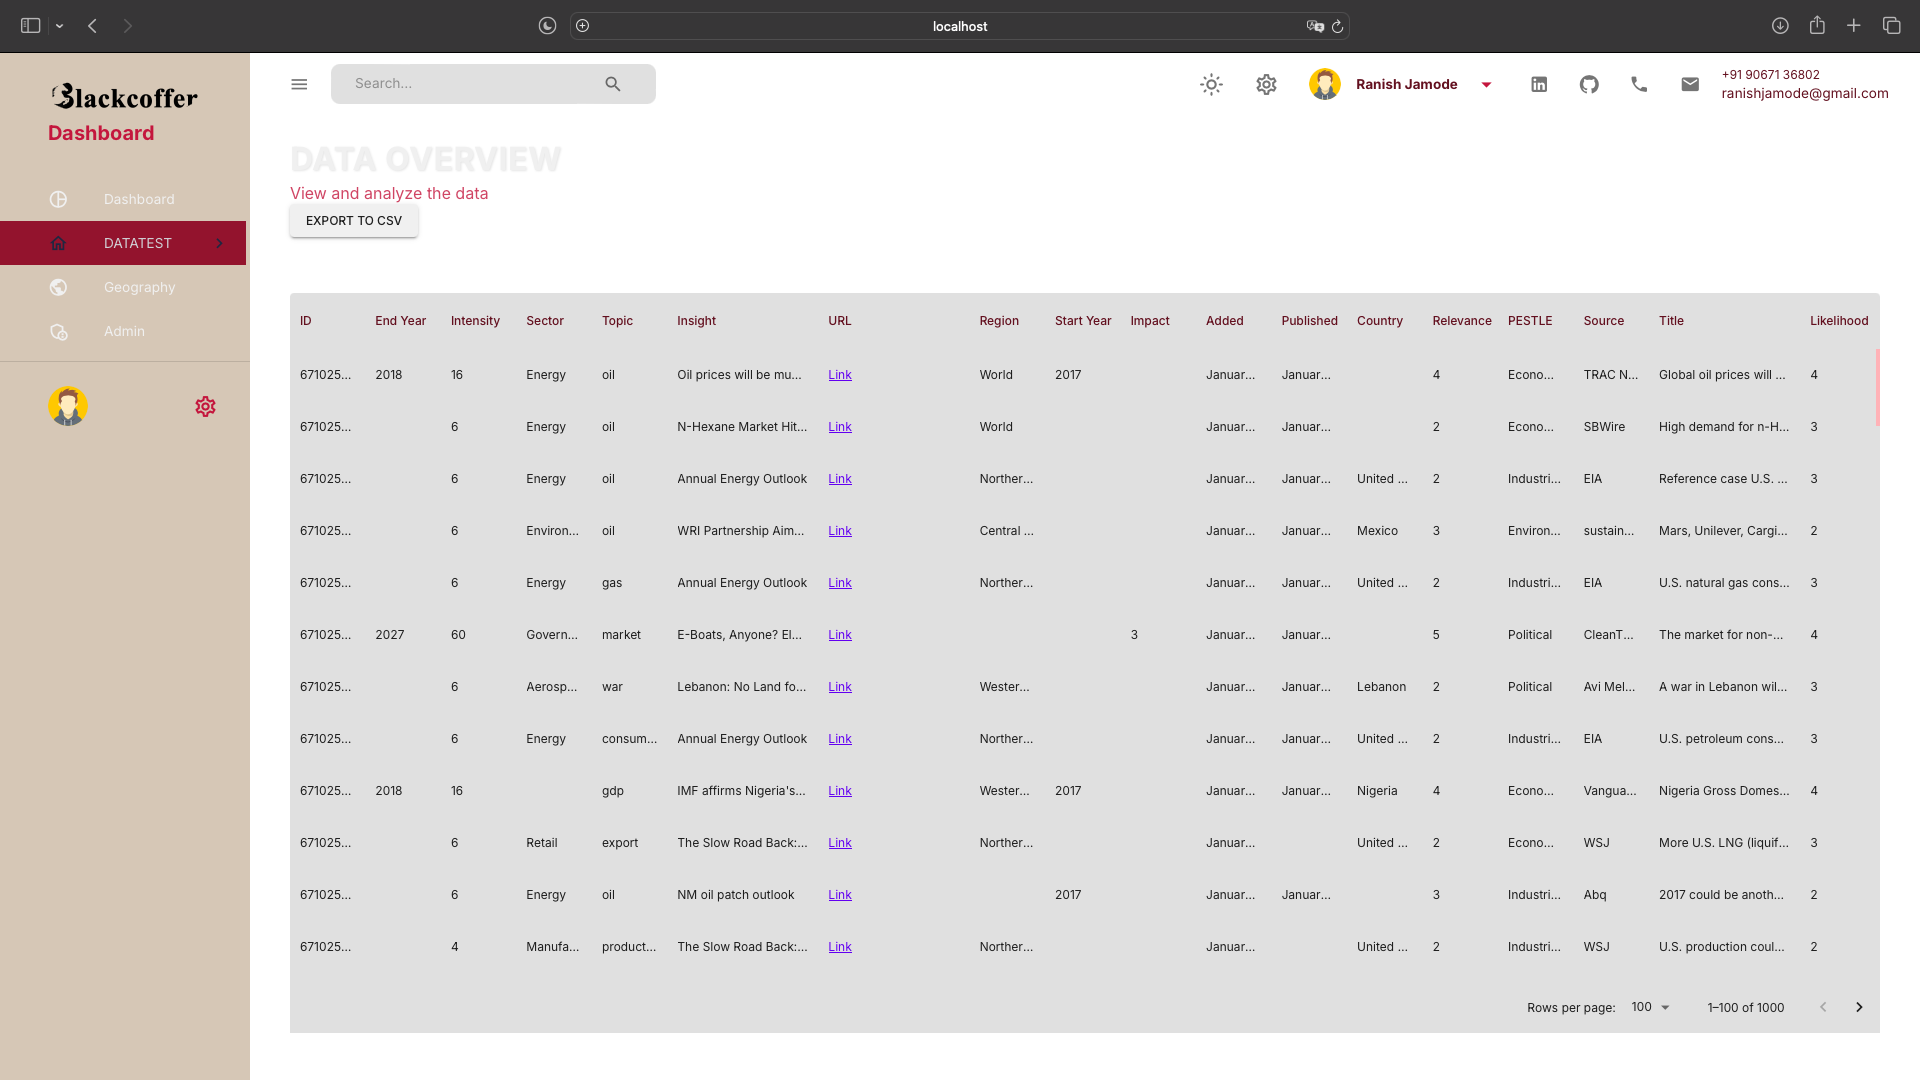 localhost
Blackcoffer
Dashboard
Dashboard
DATATEST
Geography
Admin
Search...
Ranish Jamode
+91 90671 36802
ranishjamode@gmail.com
DATA OVERVIEW
View and analyze the data
EXPORT TO CSV
ID End Year Intensity Sector Topic Insight URL Region Start Year Impact Added Published Country Relevance PESTLE Source Title Likelihood
671025... 2018 16 Energy oil Oil prices will be mu... Link World 2017 Januar... Januar... 4 Econo... TRAC N... Global oil prices will ... 4
671025... 6 Energy oil N-Hexane Market Hit... Link World Januar... Januar... 2 Econo... SBWire High demand for n-H... 3
671025... 6 Energy oil Annual Energy Outlook Link Norther... Januar... Januar... United ... 2 Industri... EIA Reference case U.S. ... 3
671025... 6 Environ... oil WRI Partnership Aim... Link Central ... Januar... Januar... Mexico 3 Environ... sustain... Mars, Unilever, Cargi... 2
671025... 6 Energy gas Annual Energy Outlook Link Norther... Januar... Januar... United ... 2 Industri... EIA U.S. natural gas cons... 3
671025... 2027 60 Govern... market E-Boats, Anyone? El... Link 3 Januar... Januar... 5 Political CleanT... The market for non-... 4
671025... 6 Aerosp... war Lebanon: No Land fo... Link Wester... Januar... Januar... Lebanon 2 Political Avi Mel... A war in Lebanon wil... 3
671025... 6 Energy consum... Annual Energy Outlook Link Norther... Januar... Januar... United ... 2 Industri... EIA U.S. petroleum cons... 3
671025... 2018 16 gdp IMF affirms Nigeria's... Link Wester... 2017 Januar... Januar... Nigeria 4 Econo... Vangua... Nigeria Gross Domes... 4
671025... 6 Retail export The Slow Road Back:... Link Norther... Januar... United ... 2 Econo... WSJ More U.S. LNG (liquif... 3
671025... 6 Energy oil NM oil patch outlook Link 2017 Januar... Januar... 3 Industri... Abq 2017 could be anoth... 2
671025... 4 Manufa... product... The Slow Road Back:... Link Norther... Januar... United ... 2 Industri... WSJ U.S. production coul... 2
Rows per page: 100 1–100 of 1000